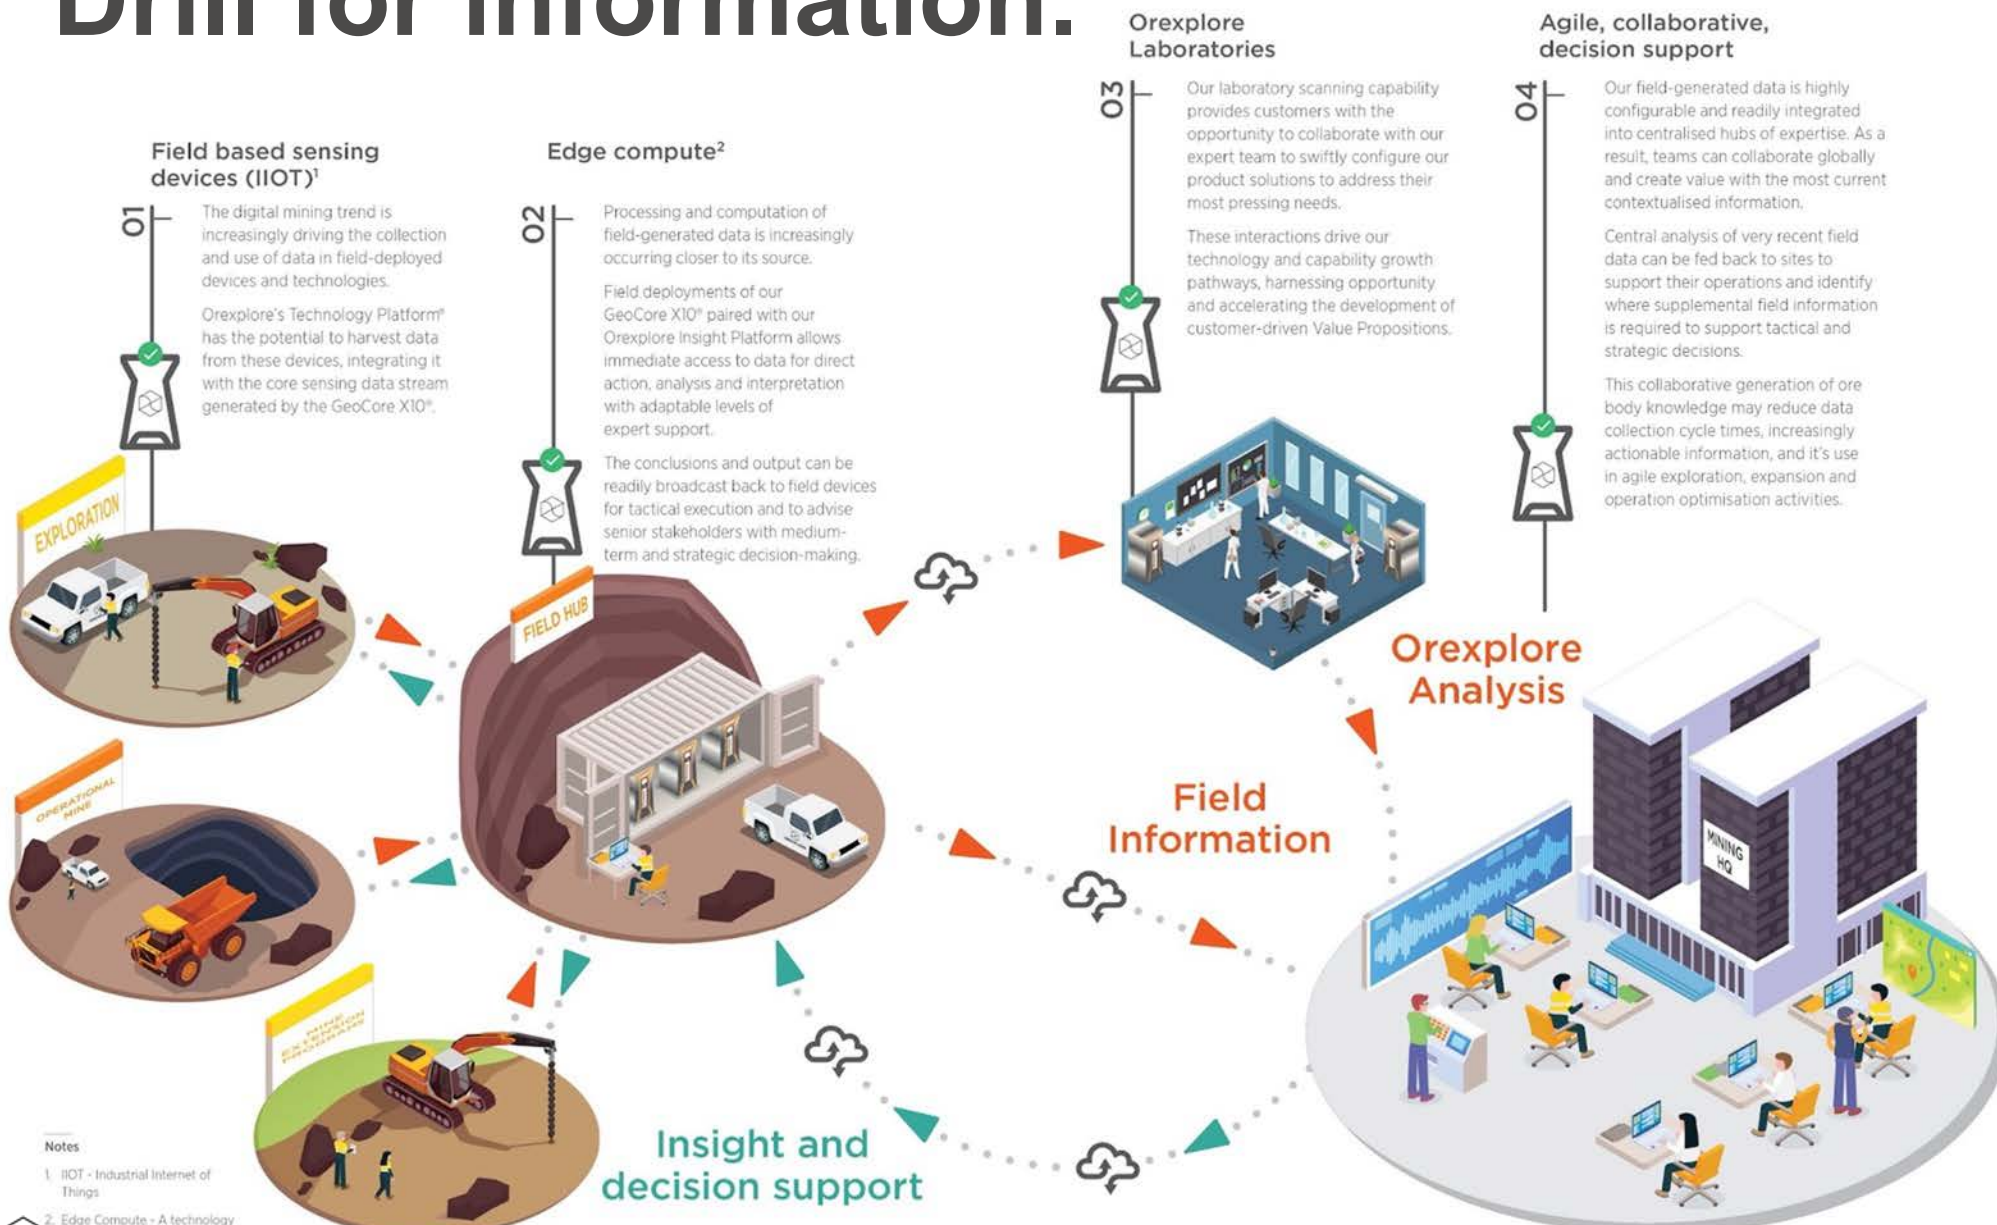 Drill for information.
Field based sensing
devices (IIOT)¹
01
The digital mining trend is
increasingly driving the collection
and use of data in field-deployed
devices and technologies.
Orexplore's Technology Platform®
has the potential to harvest data
from these devices, integrating it
with the core sensing data stream
generated by the GeoCore X10®.
Edge compute²
02
Processing and computation of
field-generated data is increasingly
occurring closer to its source.
Field deployments of our
GeoCore X10® paired with our
Orexplore Insight Platform allows
immediate access to data for direct
action, analysis and interpretation
with adaptable levels of
expert support.
The conclusions and output can be
readily broadcast back to field devices
for tactical execution and to advise
senior stakeholders with medium-
term and strategic decision-making.
Orexplore
Laboratories
03
Our laboratory scanning capability
provides customers with the
opportunity to collaborate with our
expert team to swiftly configure our
product solutions to address their
most pressing needs.
These interactions drive our
technology and capability growth
pathways, harnessing opportunity
and accelerating the development of
customer-driven Value Propositions.
Agile, collaborative,
decision support
04
Our field-generated data is highly
configurable and readily integrated
into centralised hubs of expertise. As a
result, teams can collaborate globally
and create value with the most current
contextualised information.
Central analysis of very recent field
data can be fed back to sites to
support their operations and identify
where supplemental field information
is required to support tactical and
strategic decisions.
This collaborative generation of ore
body knowledge may reduce data
collection cycle times, increasingly
actionable information, and it's use
in agile exploration, expansion and
operation optimisation activities.
EXPLORATION
FIELD HUB
OPERATIONAL
MINE
MINE
EXTENSION
PROGRAMS
Orexplore
Analysis
Field
Information
MINING
HQ
Insight and
decision support
Notes
1. IIOT - Industrial Internet of
Things
2. Edge Compute - A technology